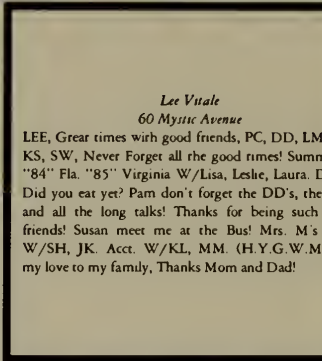 Lee Vitale
60 Mystic Avenue
LEE, Great times with good friends, PC, DD, LM
KS, SW, Never Forget all the good times! Summ
"84" Fla. "85" Virginia W/Lisa, Leslie, Laura. D
Did you eat yet? Pam don't forget the DD's, the
and all the long talks! Thanks for being such
friends! Susan meet me at the Bus! Mrs. M's
W/SH, JK. Acct. W/KL, MM. (H.Y.G.W.M
my love to my family, Thanks Mom and Dad!